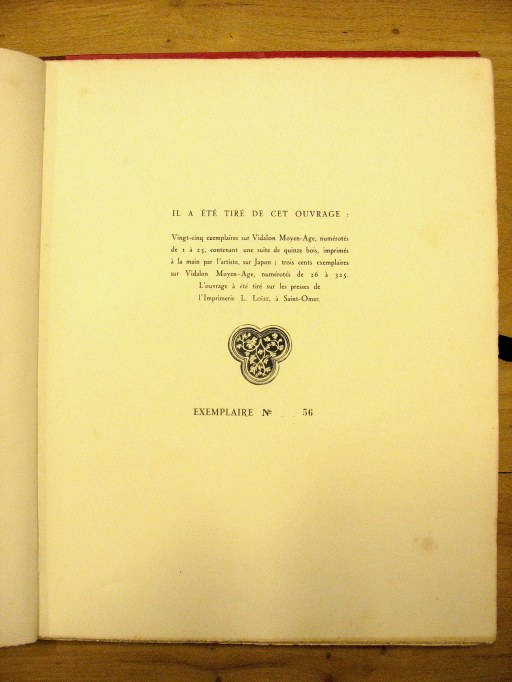 IL A ÉTÉ TIRÉ DE CET OUVRAGE :
Vingt-cinq exemplaires sur Vidalon Moyen-Age, numérotés
de 1 à 25, contenant une suite de quinze bois, imprimés
à la main par l'artiste, sur Japon ; trois cents exemplaires
sur Vidalon Moyen-Age, numérotés de 26 à 325.
L'ouvrage à été tiré sur les presses de
l'Imprimerie L. Loïez, à Saint-Omer.
EXEMPLAIRE N° 56